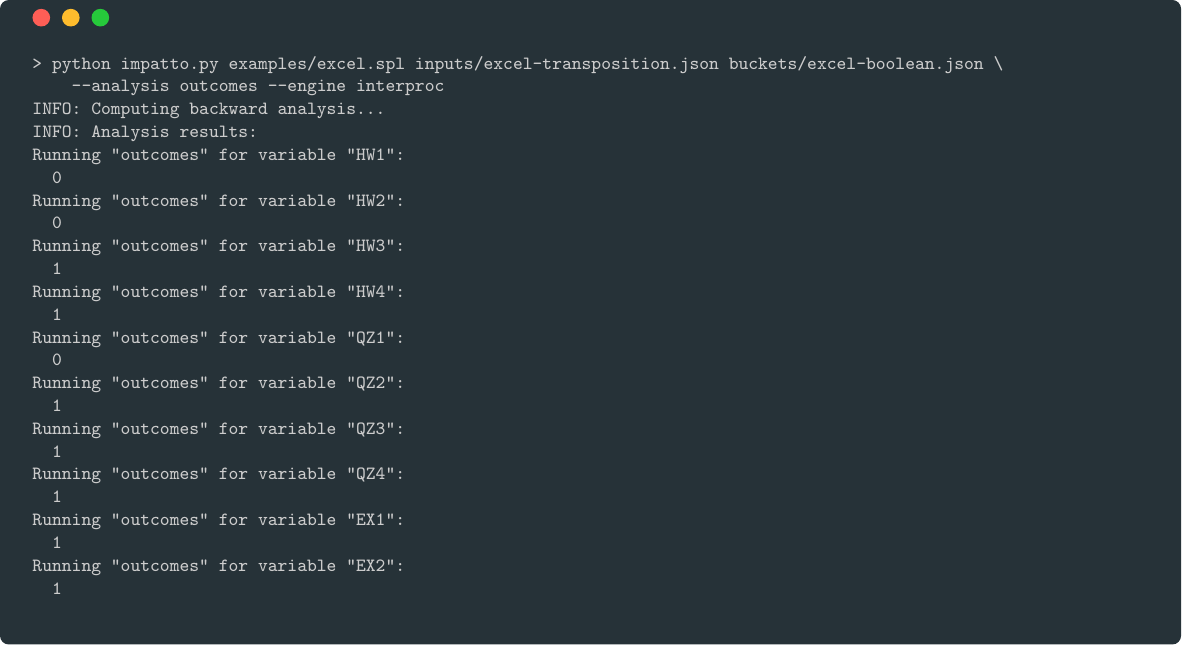 > python impatto.py examples/excel.spl inputs/excel-transposition.json buckets/excel-boolean.json \
--analysis outcomes --engine interproc
INFO: Computing backward analysis...
INFO: Analysis results:
Running "outcomes" for variable "HW1":
0
Running "outcomes" for variable "HW2":
0
Running "outcomes" for variable "HW3":
1
Running "outcomes" for variable "HW4":
1
Running "outcomes" for variable "QZ1":
0
Running "outcomes" for variable "QZ2":
1
Running "outcomes" for variable "QZ3":
1
Running "outcomes" for variable "QZ4":
1
Running "outcomes" for variable "EX1":
1
Running "outcomes" for variable "EX2":
1